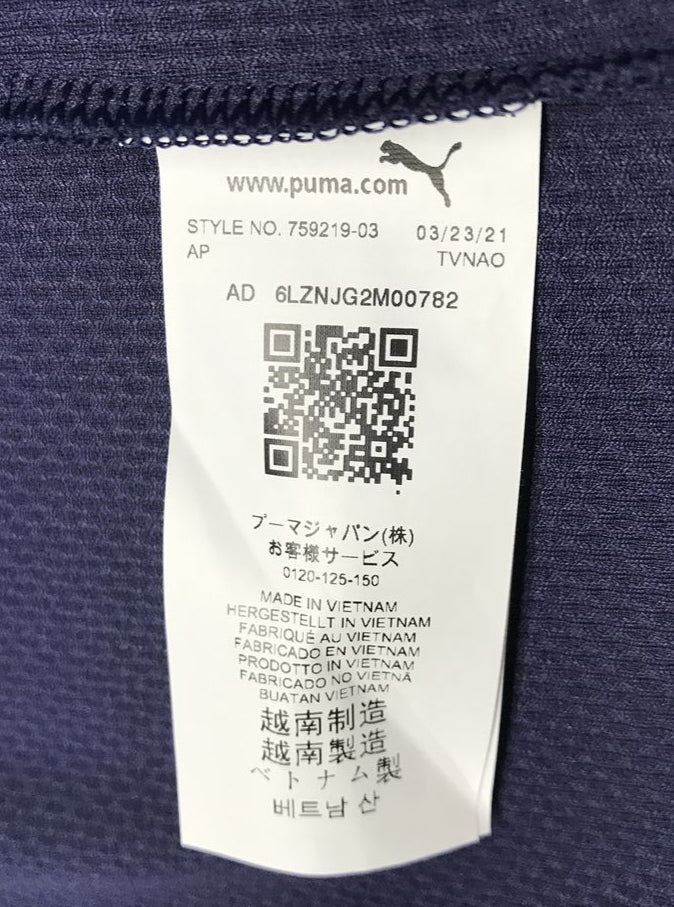 www.puma.com
STYLE NO. 759219-03 03/23/21
AP TVNAO
AD 6LZNJG2M00782
プーマジャパン(株)
お客様サービス
0120-125-150
MADE IN VIETNAM
HERGESTELLT IN VIETNAM
FABRIQUÉ AU VIETNAM
FABRICADO EN VIETNAM
PRODOTTO IN VIETNAM
FABRICADO NO VIETNÃ
BUATAN VIETNAM
越南制造
越南製造
ベトナム製
베트남 산